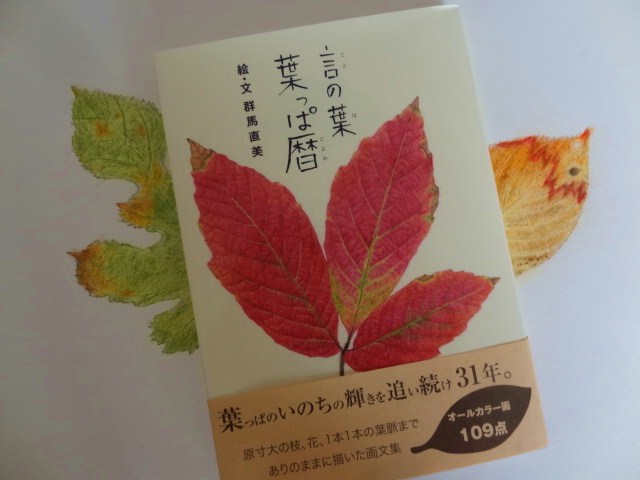 言の葉
葉っぱ暦
絵・文 群馬直美
葉っぱのいのちの輝きを追い続け31年。
原寸大の枝、花、1本1本の葉脈まで
ありのままに描いた画文集
オールカラー画
109点